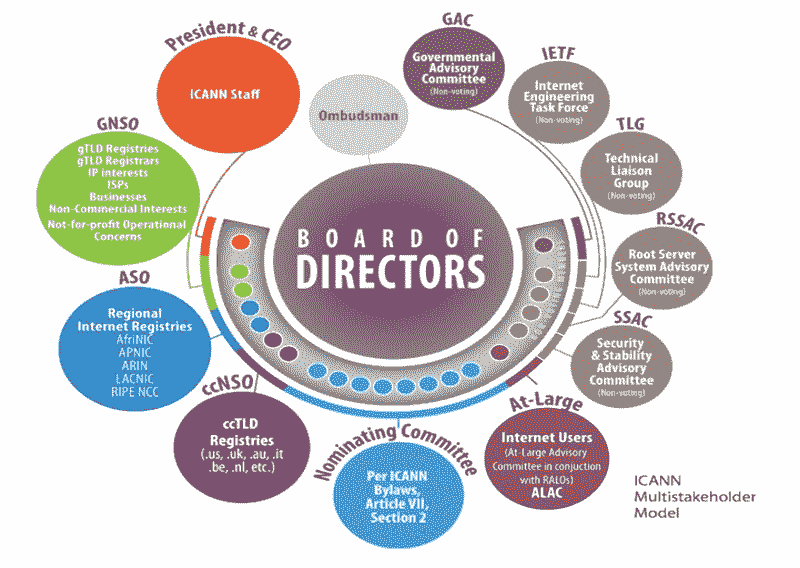 President & CEO
ICANN Staff
GNSO
gTLD Registries
gTLD Registrars
IP interests
ISPs
Businesses
Non-Commercial Interests
Not-for-profit Operational
Concerns
ASO
Regional
Internet Registries
AfriNIC
APNIC
ARIN
LACNIC
RIPE NCC
ccNSO
ccTLD
Registries
(.us, .uk, .au, .it
.be, .nl, etc.)
Nominating Committee
Per ICANN
Bylaws,
Article VII,
Section 2
At-Large
Internet Users
(At-Large Advisory
Committee in conjuction
with RALOs)
ALAC
Ombudsman
BOARD OF
DIRECTORS
GAC
Governmental
Advisory
Committee
(Non-voting)
IETF
Internet
Engineering
Task Force
(Non-voting)
TLG
Technical
Liaison
Group
(Non-voting)
RSSAC
Root Server
System Advisory
Committee
(Non-voting)
SSAC
Security
& Stability
Advisory
Committee
(Non-voting)
ICANN
Multistakeholder
Model